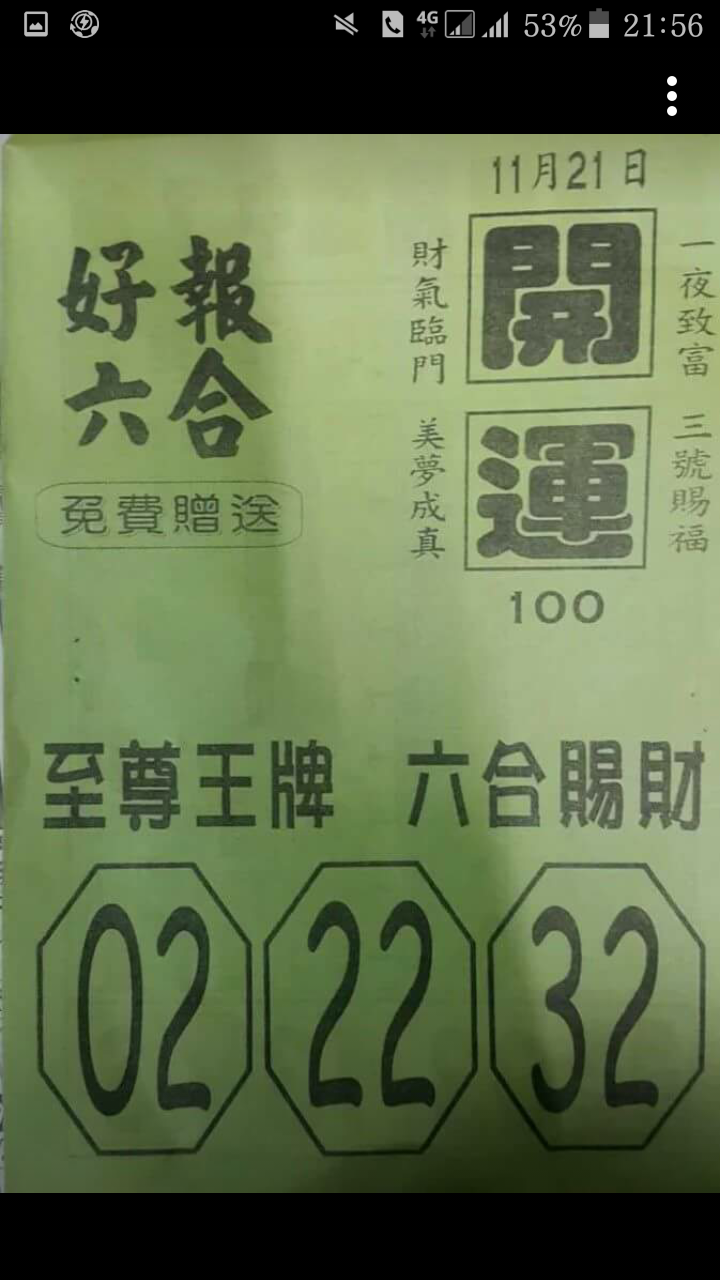 53% 21:56
4G
11月21日
好報
六合
免費贈送
財氣臨門
開
一夜致富
美夢成真
運
三號賜福
100
至尊王牌 六合賜財
02 22 32